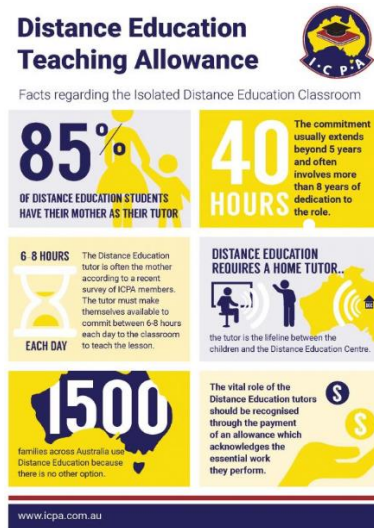 Distance Education
Teaching Allowance
I·C·P·A
Facts regarding the Isolated Distance Education Classroom
85%
OF DISTANCE EDUCATION STUDENTS
HAVE THEIR MOTHER AS THEIR TUTOR
40
HOURS
The commitment
usually extends
beyond 5 years
and often
involves more
than 8 years of
dedication to
the role.
6-8 HOURS
EACH DAY
The Distance Education
tutor is often the mother
according to a recent
survey of ICPA members.
The tutor must make
themselves available to
commit between 6-8 hours
each day to the classroom
to teach the lesson.
DISTANCE EDUCATION
REQUIRES A HOME TUTOR..
the tutor is the lifeline between the
children and the Distance Education Centre.
1500
families across Australia use
Distance Education because
there is no other option.
The vital role of the
Distance Education tutors
should be recognised
through the payment
of an allowance which
acknowledges the
essential work
they perform.
$
$
www.icpa.com.au